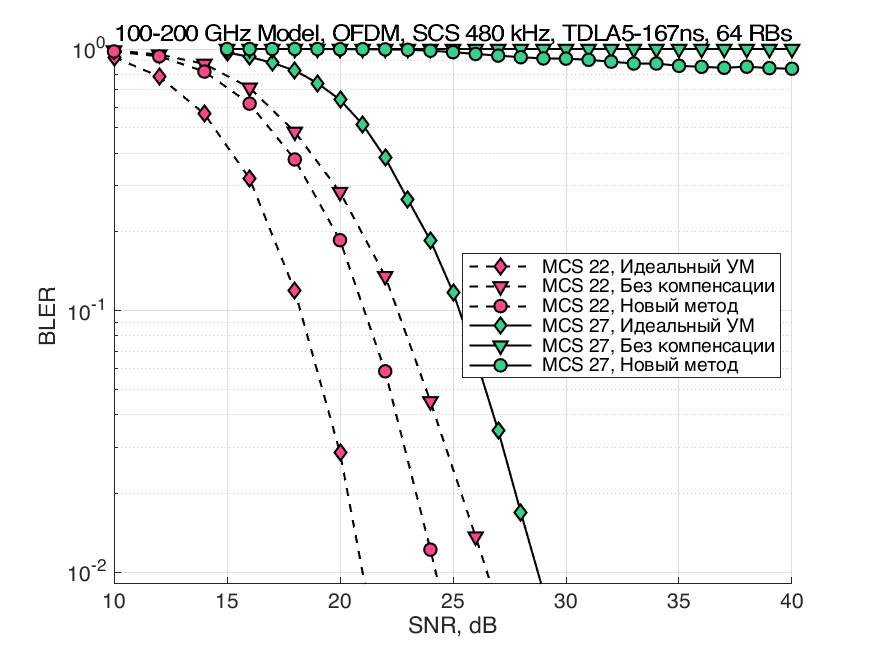 100-200 GHz Model, OFDM, SCS 480 kHz, TDLA5-167ns, 64 RBs
10⁰
10⁻¹
10⁻²
BLER
MCS 22, Идеальный УМ
MCS 22, Без компенсации
MCS 22, Новый метод
MCS 27, Идеальный УМ
MCS 27, Без компенсации
MCS 27, Новый метод
10 15 20 25 30 35 40
SNR, dB